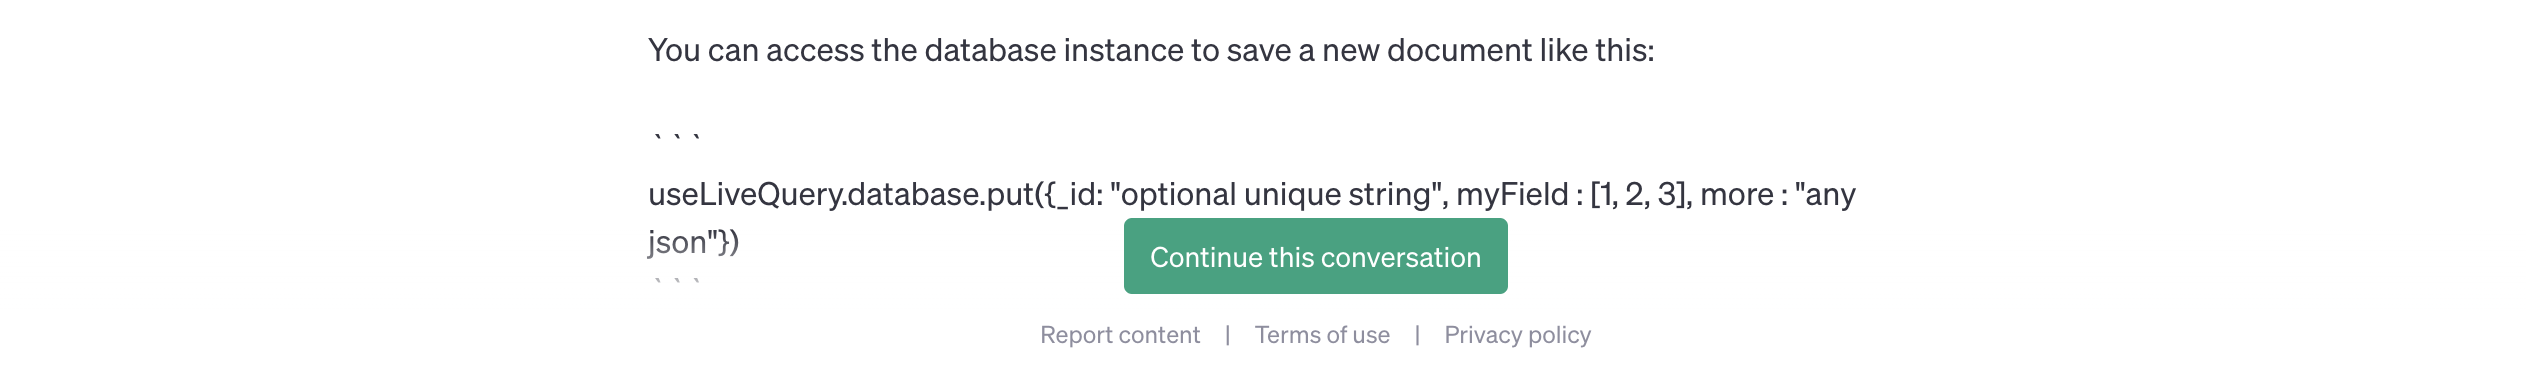 You can access the database instance to save a new document like this:
```
useLiveQuery.database.put({_id: "optional unique string", myField : [1, 2, 3], more : "any
json"})
```
Continue this conversation
Report content | Terms of use | Privacy policy